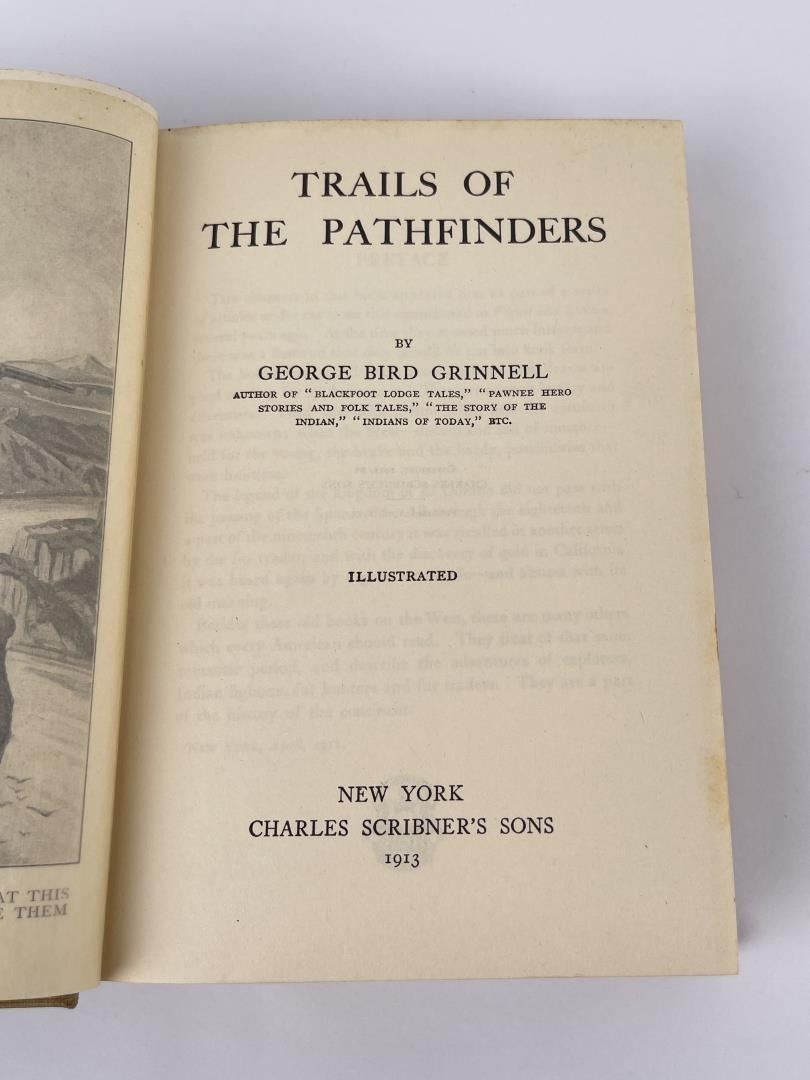 AT THIS
E THEM
TRAILS OF
THE PATHFINDERS
BY
GEORGE BIRD GRINNELL
AUTHOR OF "BLACKFOOT LODGE TALES," "PAWNEE HERO
STORIES AND FOLK TALES," "THE STORY OF THE
INDIAN," "INDIANS OF TODAY," ETC.
ILLUSTRATED
NEW YORK
CHARLES SCRIBNER'S SONS
1913